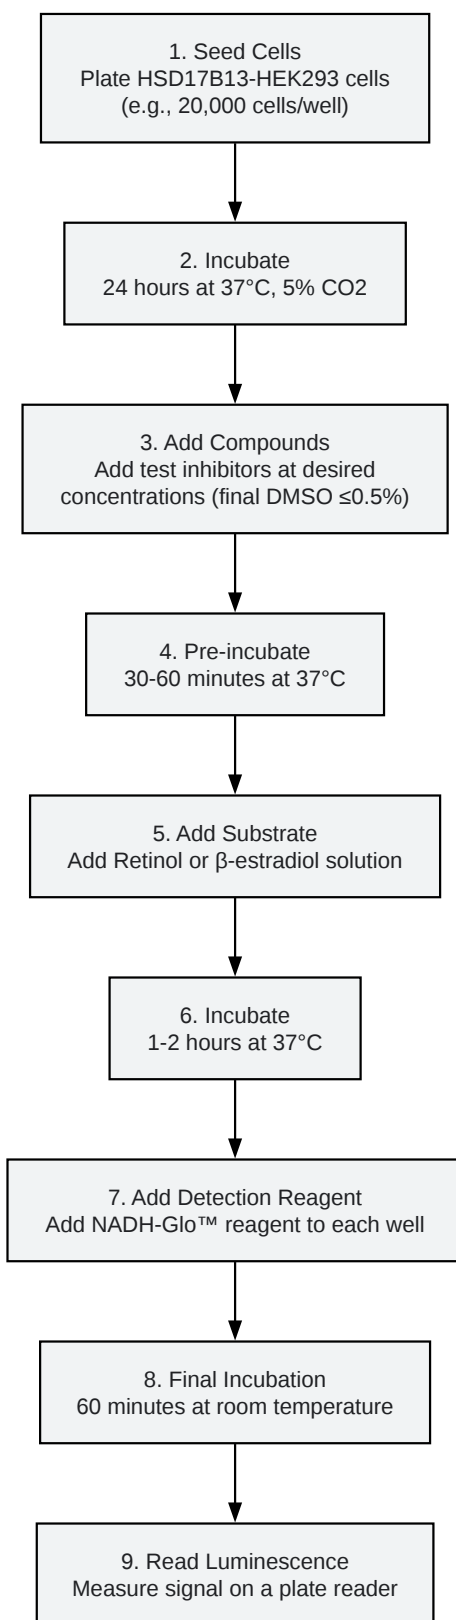 1. Seed Cells
Plate HSD17B13-HEK293 cells
(e.g., 20,000 cells/well)
2. Incubate
24 hours at 37°C, 5% CO2
3. Add Compounds
Add test inhibitors at desired
concentrations (final DMSO ≤0.5%)
4. Pre-incubate
30-60 minutes at 37°C
5. Add Substrate
Add Retinol or β-estradiol solution
6. Incubate
1-2 hours at 37°C
7. Add Detection Reagent
Add NADH-Glo™ reagent to each well
8. Final Incubation
60 minutes at room temperature
9. Read Luminescence
Measure signal on a plate reader